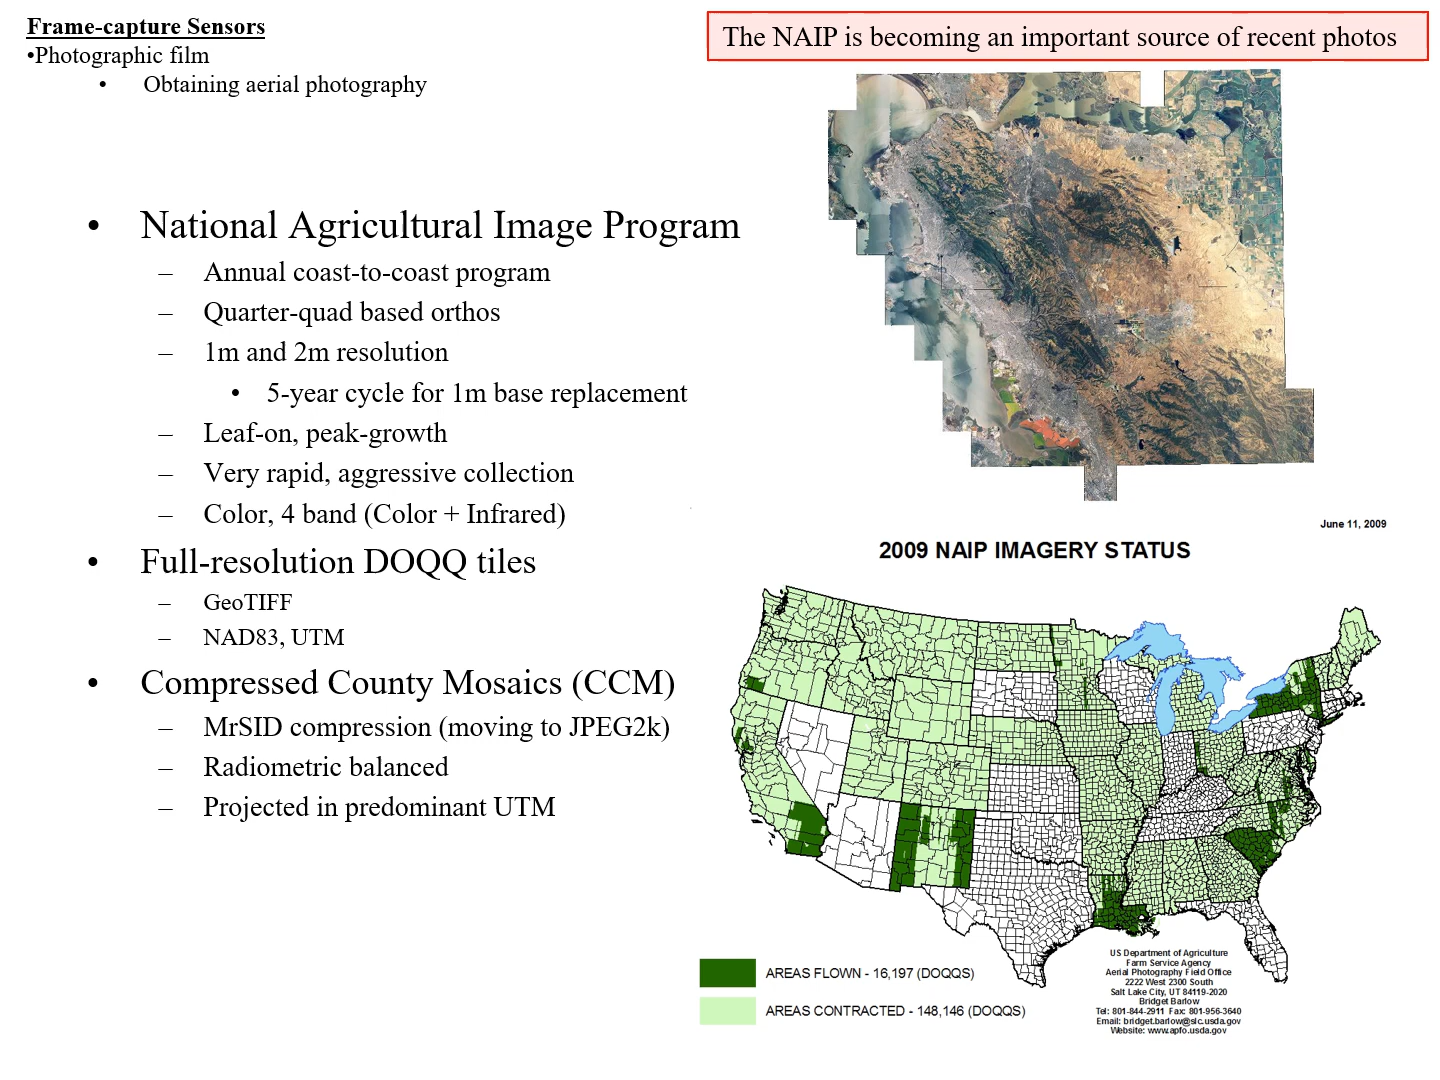 Frame-capture Sensors
•Photographic film
• Obtaining aerial photography
The NAIP is becoming an important source of recent photos
• National Agricultural Image Program
– Annual coast-to-coast program
– Quarter-quad based orthos
– 1m and 2m resolution
• 5-year cycle for 1m base replacement
– Leaf-on, peak-growth
– Very rapid, aggressive collection
– Color, 4 band (Color + Infrared)
• Full-resolution DOQQ tiles
– GeoTIFF
– NAD83, UTM
• Compressed County Mosaics (CCM)
– MrSID compression (moving to JPEG2k)
– Radiometric balanced
– Projected in predominant UTM
June 11, 2009
2009 NAIP IMAGERY STATUS
AREAS FLOWN - 16,197 (DOQQS)
AREAS CONTRACTED - 148,146 (DOQQS)
US Department of Agriculture
Farm Service Agency
Aerial Photography Field Office
2222 West 2300 South
Salt Lake City, UT 84119-2020
Bridget Barlow
Tel: 801-844-2911 Fax: 801-956-3640
Email: bridget.barlow@slc.usda.gov
Website: www.apfo.usda.gov